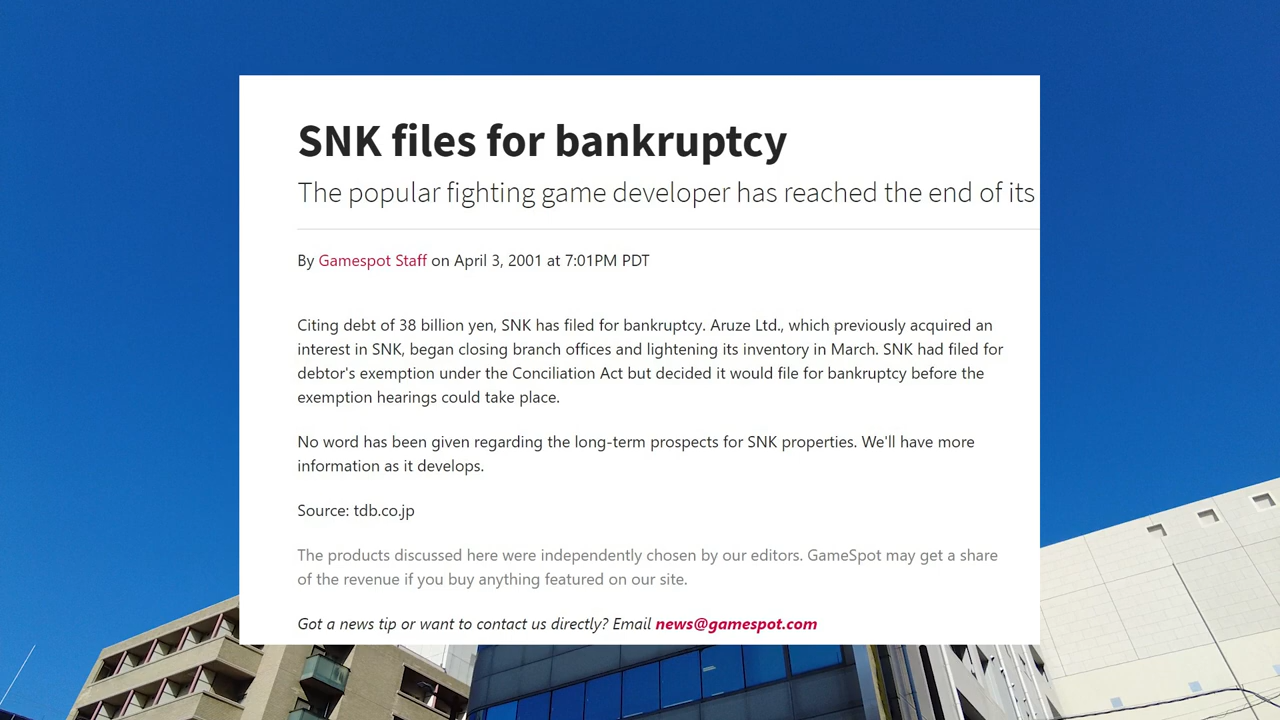 SNK files for bankruptcy
The popular fighting game developer has reached the end of its
By Gamespot Staff on April 3, 2001 at 7:01PM PDT
Citing debt of 38 billion yen, SNK has filed for bankruptcy. Aruze Ltd., which previously acquired an
interest in SNK, began closing branch offices and lightening its inventory in March. SNK had filed for
debtor's exemption under the Conciliation Act but decided it would file for bankruptcy before the
exemption hearings could take place.
No word has been given regarding the long-term prospects for SNK properties. We'll have more
information as it develops.
Source: tdb.co.jp
The products discussed here were independently chosen by our editors. GameSpot may get a share
of the revenue if you buy anything featured on our site.
Got a news tip or want to contact us directly? Email news@gamespot.com